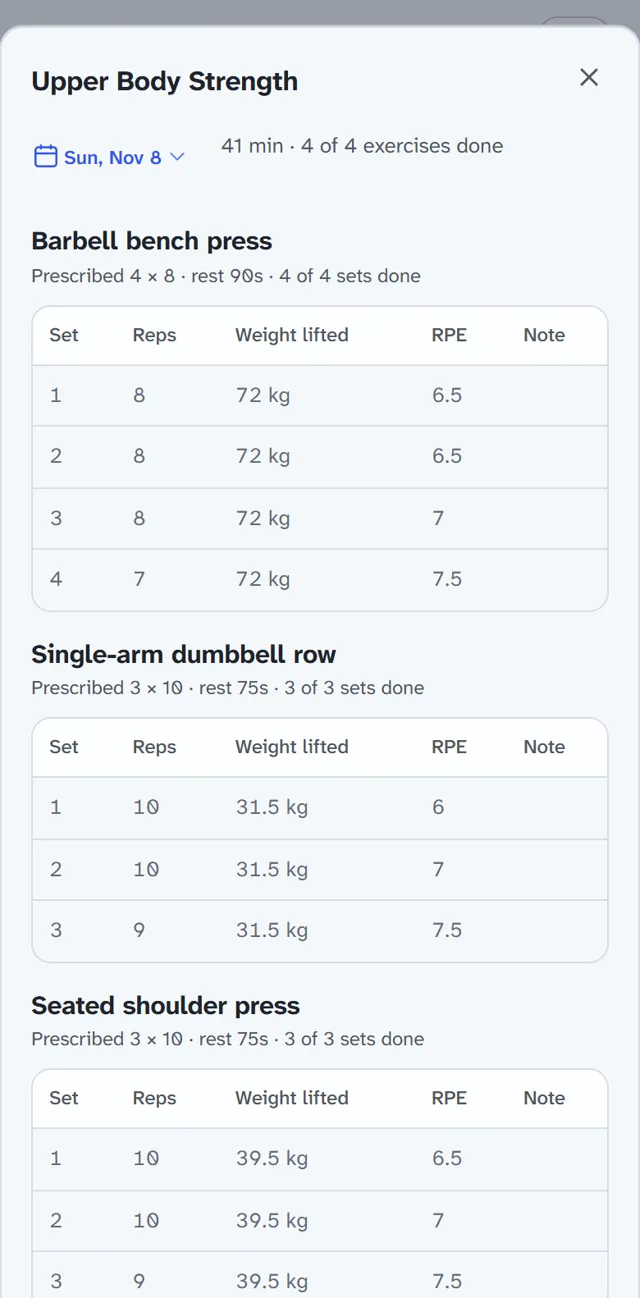 Upper Body Strength
Sun, Nov 8
41 min · 4 of 4 exercises done
Barbell bench press
Prescribed 4 × 8 · rest 90s · 4 of 4 sets done
Set Reps Weight lifted RPE Note
1 8 72 kg 6.5
2 8 72 kg 6.5
3 8 72 kg 7
4 7 72 kg 7.5
Single-arm dumbbell row
Prescribed 3 × 10 · rest 75s · 3 of 3 sets done
Set Reps Weight lifted RPE Note
1 10 31.5 kg 6
2 10 31.5 kg 7
3 9 31.5 kg 7.5
Seated shoulder press
Prescribed 3 × 10 · rest 75s · 3 of 3 sets done
Set Reps Weight lifted RPE Note
1 10 39.5 kg 6.5
2 10 39.5 kg 7
3 9 39.5 kg 7.5